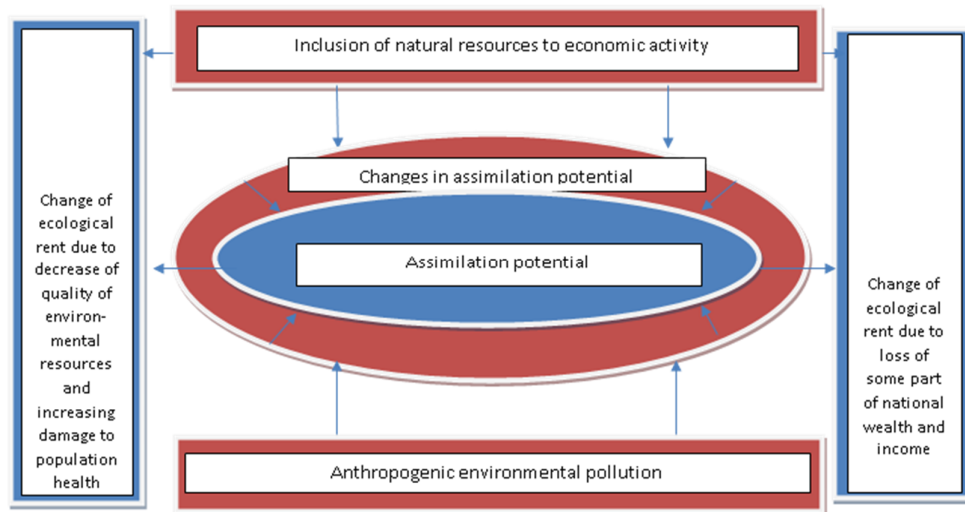 Inclusion of natural resources to economic activity
Changes in assimilation potential
Assimilation potential
Anthropogenic environmental pollution
Change of
ecological
rent due to
decrease of
quality of
environ-
mental
resources
and
increasing
damage to
population
health
Change of
ecological
rent due to
loss of
some part
of national
wealth and
income